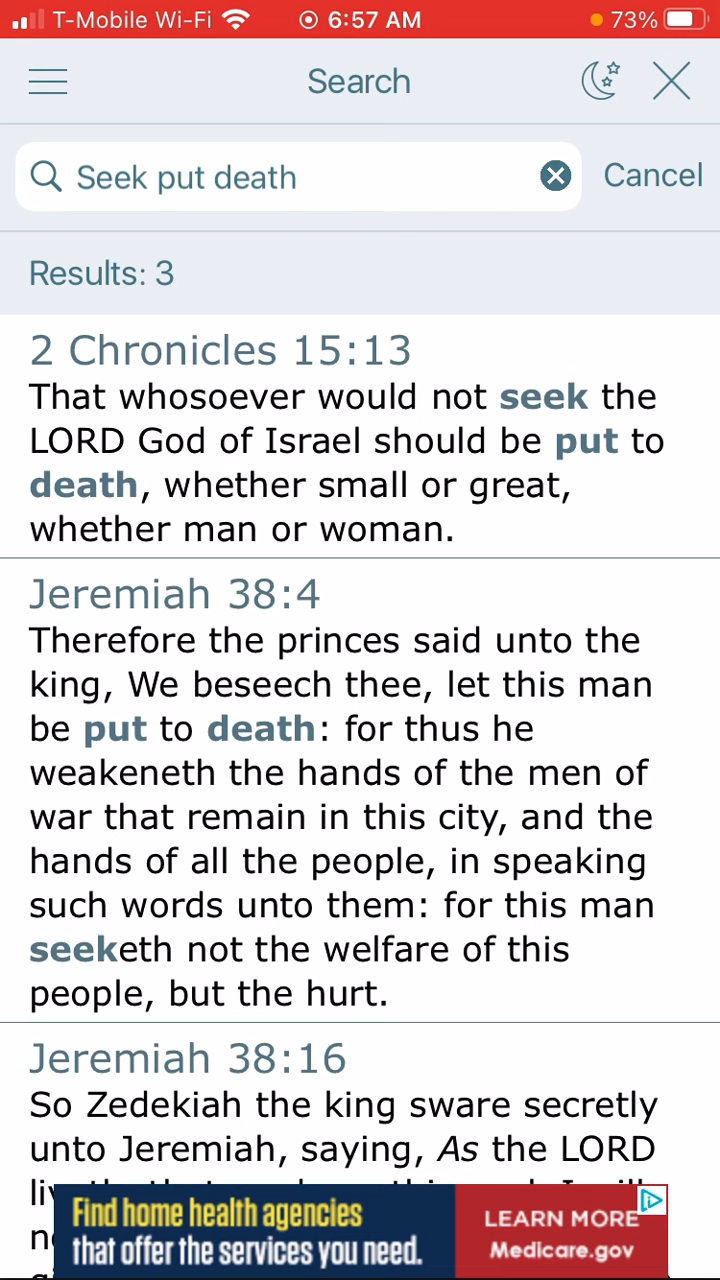 T-Mobile Wi-Fi 6:57 AM 73%
Search
Seek put death Cancel
Results: 3
2 Chronicles 15:13
That whosoever would not seek the
LORD God of Israel should be put to
death, whether small or great,
whether man or woman.
Jeremiah 38:4
Therefore the princes said unto the
king, We beseech thee, let this man
be put to death: for thus he
weakeneth the hands of the men of
war that remain in this city, and the
hands of all the people, in speaking
such words unto them: for this man
seeketh not the welfare of this
people, but the hurt.
Jeremiah 38:16
So Zedekiah the king sware secretly
unto Jeremiah, saying, As the LORD
Find home health agencies
that offer the services you need.
LEARN MORE
Medicare.gov